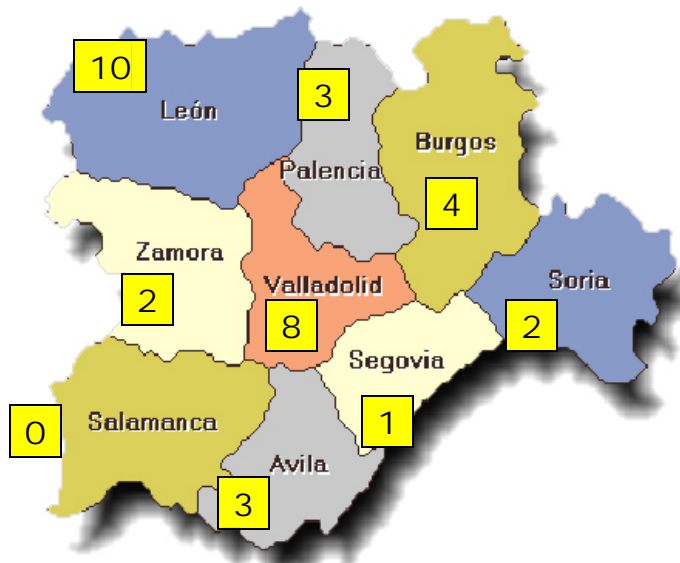 10
León
3
Palencia
Burgos
4
Zamora
2
Valladolid
8
Soria
2
Segovia
1
Salamanca
0
Avila
3